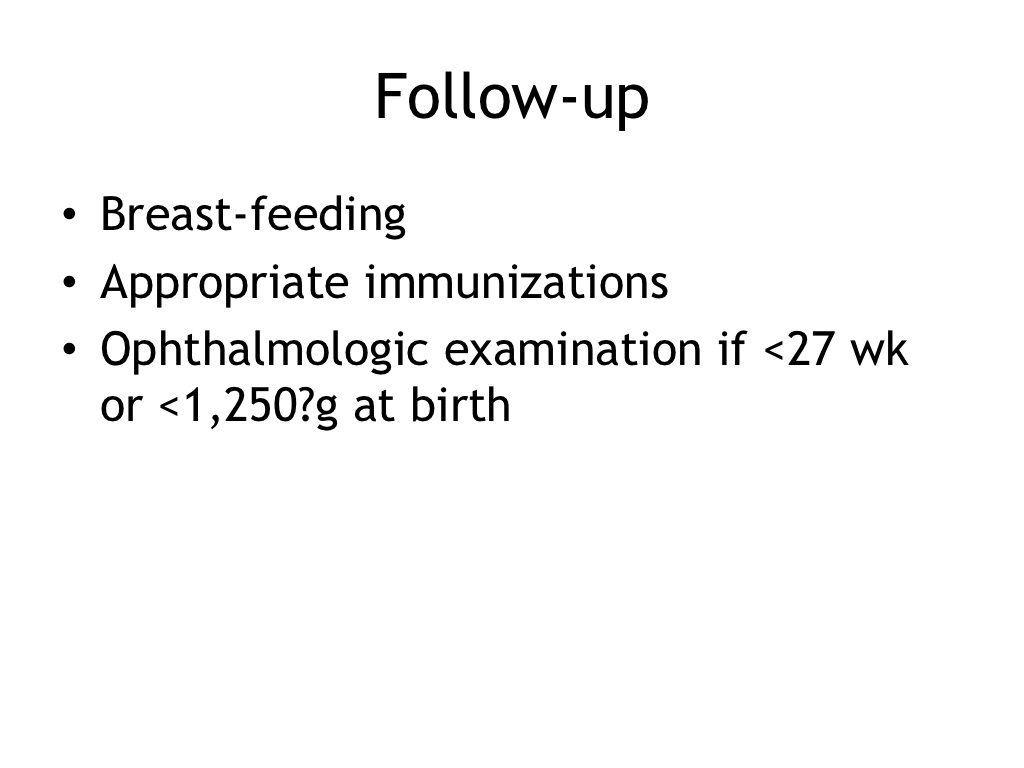 Follow-up
• Breast-feeding
• Appropriate immunizations
• Ophthalmologic examination if <27 wk
or <1,250?g at birth